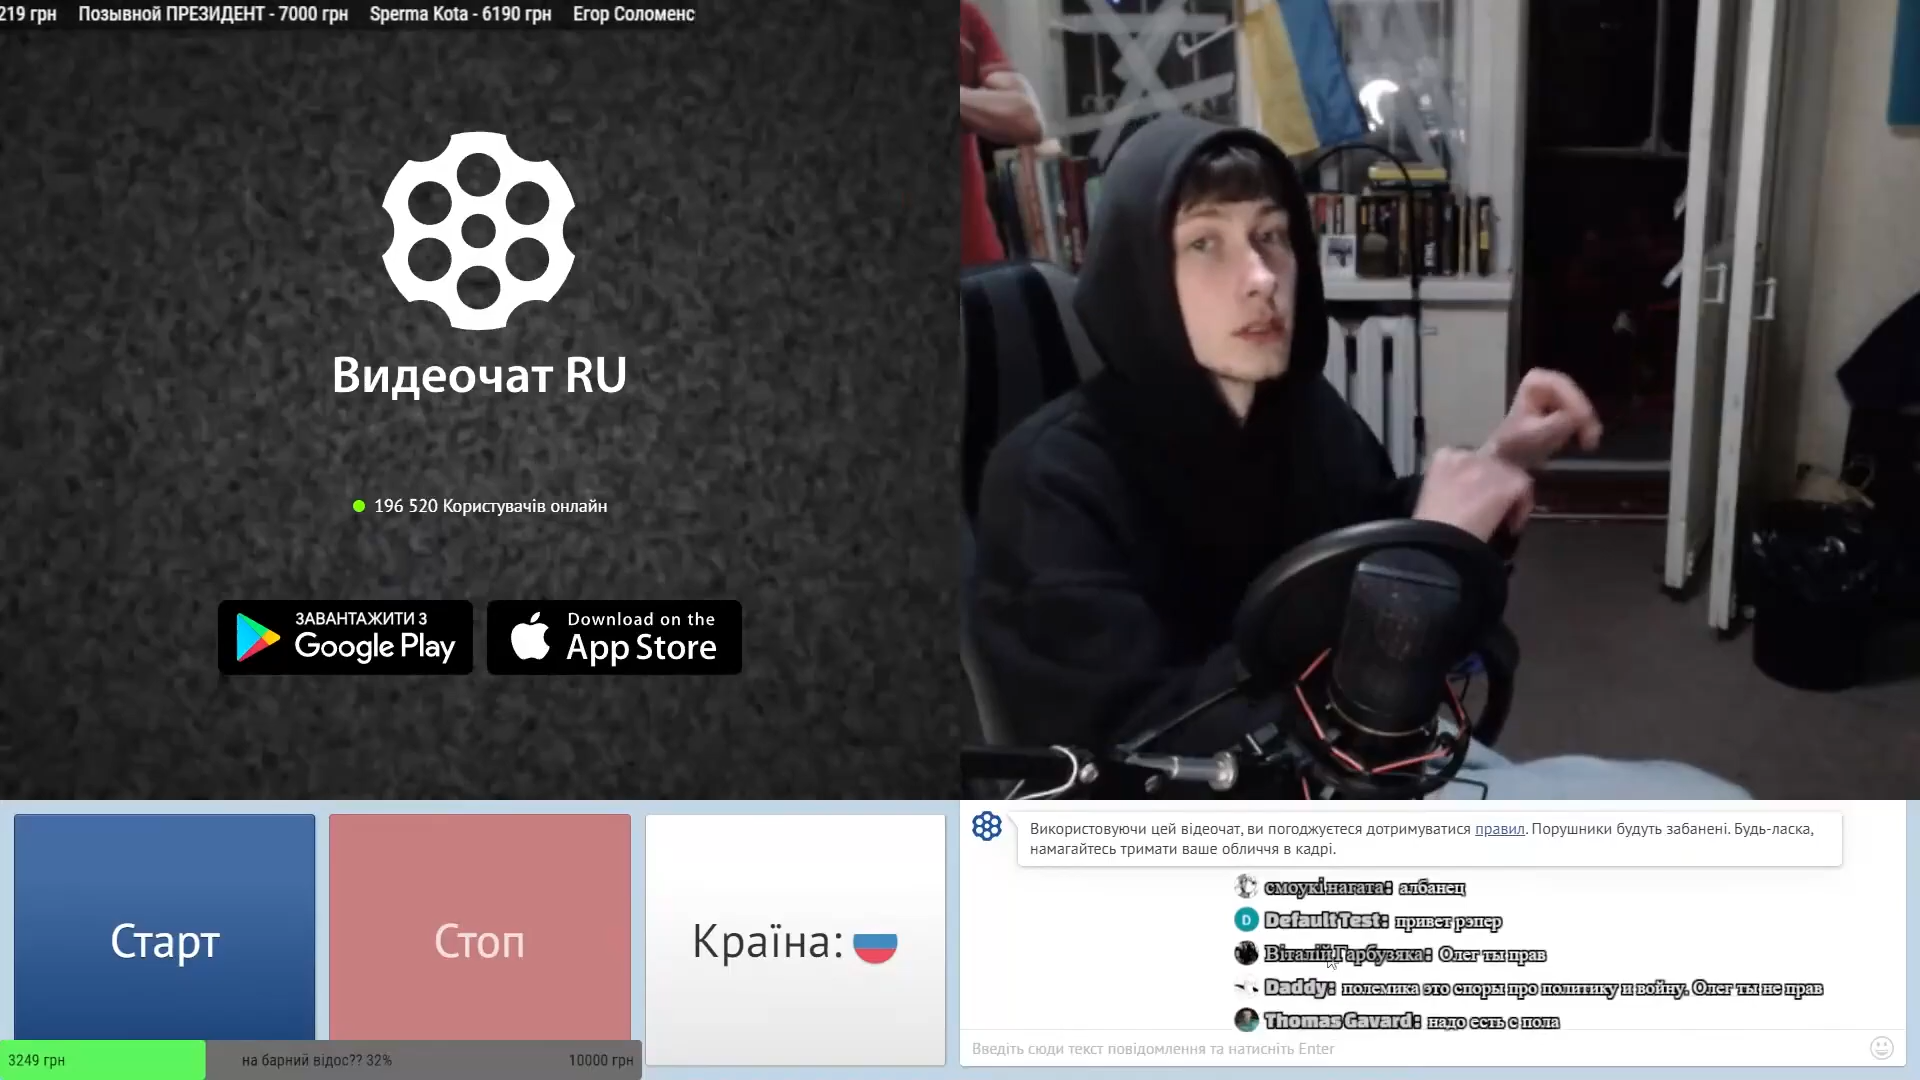 219 грн Позывной ПРЕЗИДЕНТ - 7000 грн Sperma Kota - 6190 грн Егор Соломенс
Видеочат RU
196 520 Користувачів онлайн
ЗАВАНТАЖИТИ З
Google Play
Download on the
App Store
Старт
Стоп
Країна:
3249 грн
на барний відос?? 32%
10000 грн
Використовуючи цей відеочат, ви погоджуєтеся дотримуватися правил. Порушники будуть забанені. Будь-ласка,
намагайтесь тримати ваше обличчя в кадрі.
смоукі нагата: албанец
Default Test: привет рэпер
Віталій Гарбузяка: Олег ты прав
Daddy: полемика это споры про политику и войну. Олег ты не прав
Thomas Gavard: надо есть с пола
Введіть сюди текст повідомлення та натисніть Enter